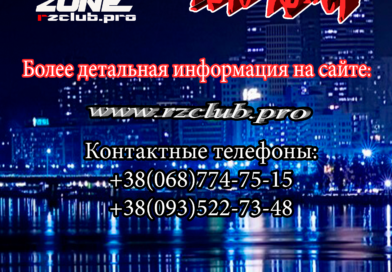 ZONE
rzclub.pro
Более детальная информация на сайте:
www.rzclub.pro
Контактные телефоны:
+38(068)774-75-15
+38(093)522-73-48